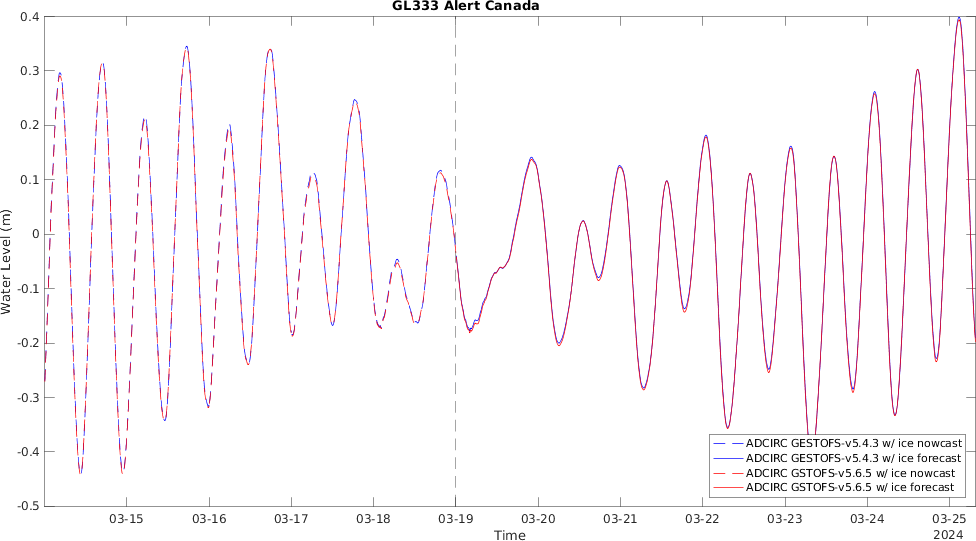 GL333 Alert Canada
0.4
0.3
0.2
0.1
0
-0.1
-0.2
-0.3
-0.4
-0.5
Water Level (m)
ADCIRC GESTOFS-v5.4.3 w/ ice nowcast
ADCIRC GESTOFS-v5.4.3 w/ ice forecast
ADCIRC GSTOFS-v5.6.5 w/ ice nowcast
ADCIRC GSTOFS-v5.6.5 w/ ice forecast
03-15 03-16 03-17 03-18 03-19 03-20 03-21 03-22 03-23 03-24 03-25
Time
2024